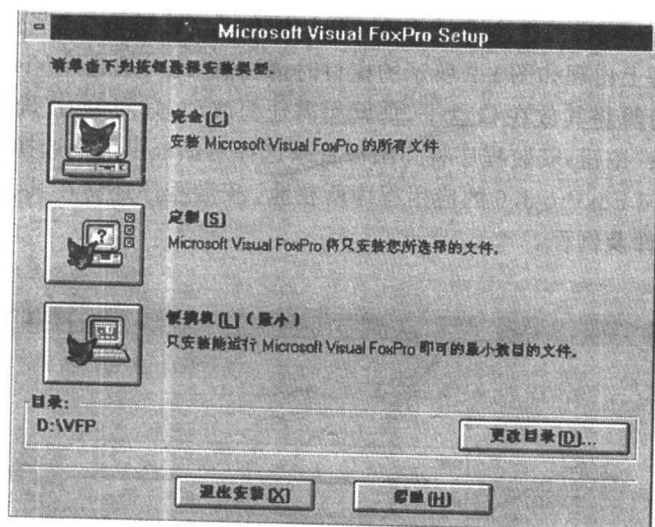 Microsoft Visual FoxPro Setup
请单击下列按钮选择安装类型.
完全(C)
安装 Microsoft Visual FoxPro 的所有文件
定制(S)
Microsoft Visual FoxPro 将只安装您所选择的文件.
便携机(L)(最小)
只安装能运行 Microsoft Visual FoxPro 即可的最小数目的文件.
目录:
D:\VFP
更改目录(D)...
退出安装(X)
帮助(H)